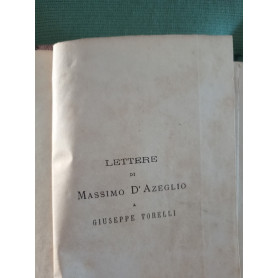 LETTERE
DI
MASSIMO D'AZEGLIO
A
GIUSEPPE TORELLI